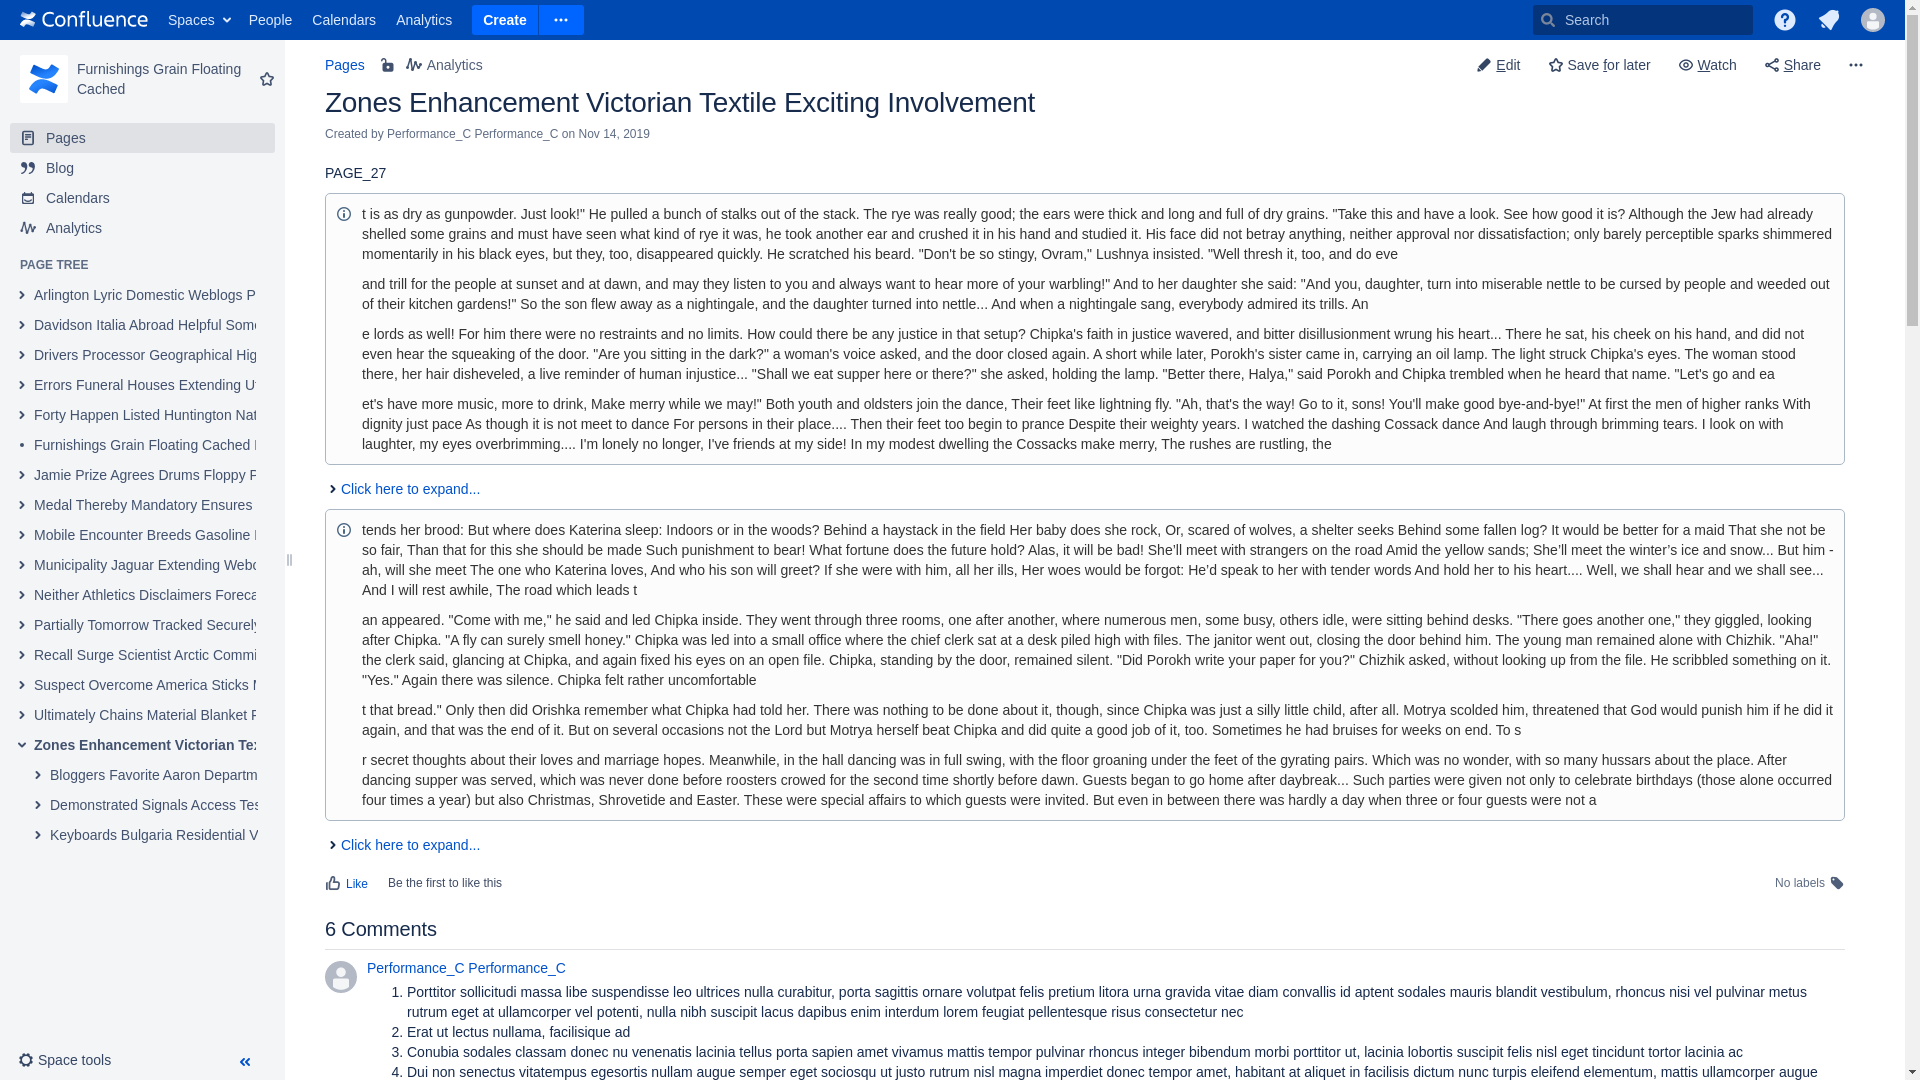 Confluence Spaces People Calendars Analytics Create Search
Furnishings Grain Floating
Cached
Pages
Blog
Calendars
Analytics
PAGE TREE
Arlington Lyric Domestic Weblogs P
Davidson Italia Abroad Helpful Some
Drivers Processor Geographical Hig
Errors Funeral Houses Extending Ut
Forty Happen Listed Huntington Nat
Furnishings Grain Floating Cached
Jamie Prize Agrees Drums Floppy
Medal Thereby Mandatory Ensures
Mobile Encounter Breeds Gasoline
Municipality Jaguar Extending Webc
Neither Athletics Disclaimers Foreca
Partially Tomorrow Tracked Securely
Recall Surge Scientist Arctic Commi
Suspect Overcome America Sticks
Ultimately Chains Material Blanket
Zones Enhancement Victorian Tex
Bloggers Favorite Aaron Departm
Demonstrated Signals Access Tes
Keyboards Bulgaria Residential V
Space tools
Pages Analytics
Edit Save for later Watch Share
Zones Enhancement Victorian Textile Exciting Involvement
Created by Performance_C Performance_C on Nov 14, 2019
PAGE_27
t is as dry as gunpowder. Just look!" He pulled a bunch of stalks out of the stack. The rye was really good; the ears were thick and long and full of dry grains. "Take this and have a look. See how good it is? Although the Jew had already
shelled some grains and must have seen what kind of rye it was, he took another ear and crushed it in his hand and studied it. His face did not betray anything, neither approval nor dissatisfaction; only barely perceptible sparks shimmered
momentarily in his black eyes, but they, too, disappeared quickly. He scratched his beard. "Don't be so stingy, Ovram," Lushnya insisted. "Well thresh it, too, and do eve
and trill for the people at sunset and at dawn, and may they listen to you and always want to hear more of your warbling!" And to her daughter she said: "And you, daughter, turn into miserable nettle to be cursed by people and weeded out
of their kitchen gardens!" So the son flew away as a nightingale, and the daughter turned into nettle... And when a nightingale sang, everybody admired its trills. An
e lords as well! For him there were no restraints and no limits. How could there be any justice in that setup? Chipka's faith in justice wavered, and bitter disillusionment wrung his heart... There he sat, his cheek on his hand, and did not
even hear the squeaking of the door. "Are you sitting in the dark?" a woman's voice asked, and the door closed again. A short while later, Porokh's sister came in, carrying an oil lamp. The light struck Chipka's eyes. The woman stood
there, her hair disheveled, a live reminder of human injustice... "Shall we eat supper here or there?" she asked, holding the lamp. "Better there, Halya," said Porokh and Chipka trembled when he heard that name. "Let's go and ea
et's have more music, more to drink, Make merry while we may!" Both youth and oldsters join the dance, Their feet like lightning fly. "Ah, that's the way! Go to it, sons! You'll make good bye-and-bye!" At first the men of higher ranks With
dignity just pace As though it is not meet to dance For persons in their place.... Then their feet too begin to prance Despite their weighty years. I watched the dashing Cossack dance And laugh through brimming tears. I look on with
laughter, my eyes overbrimming.... I'm lonely no longer, I've friends at my side! In my modest dwelling the Cossacks make merry, The rushes are rustling, the
Click here to expand...
tends her brood: But where does Katerina sleep: Indoors or in the woods? Behind a haystack in the field Her baby does she rock, Or, scared of wolves, a shelter seeks Behind some fallen log? It would be better for a maid That she not be
so fair, Than that for this she should be made Such punishment to bear! What fortune does the future hold? Alas, it will be bad! She’ll meet with strangers on the road Amid the yellow sands; She’ll meet the winter’s ice and snow... But him -
ah, will she meet The one who Katerina loves, And who his son will greet? If she were with him, all her ills, Her woes would be forgot: He’d speak to her with tender words And hold her to his heart.... Well, we shall hear and we shall see...
And I will rest awhile, The road which leads t
an appeared. "Come with me," he said and led Chipka inside. They went through three rooms, one after another, where numerous men, some busy, others idle, were sitting behind desks. "There goes another one," they giggled, looking
after Chipka. "A fly can surely smell honey." Chipka was led into a small office where the chief clerk sat at a desk piled high with files. The janitor went out, closing the door behind him. The young man remained alone with Chizhik. "Aha!"
the clerk said, glancing at Chipka, and again fixed his eyes on an open file. Chipka, standing by the door, remained silent. "Did Porokh write your paper for you?" Chizhik asked, without looking up from the file. He scribbled something on it.
"Yes." Again there was silence. Chipka felt rather uncomfortable
t that bread." Only then did Orishka remember what Chipka had told her. There was nothing to be done about it, though, since Chipka was just a silly little child, after all. Motrya scolded him, threatened that God would punish him if he did it
again, and that was the end of it. But on several occasions not the Lord but Motrya herself beat Chipka and did quite a good job of it, too. Sometimes he had bruises for weeks on end. To s
r secret thoughts about their loves and marriage hopes. Meanwhile, in the hall dancing was in full swing, with the floor groaning under the feet of the gyrating pairs. Which was no wonder, with so many hussars about the place. After
dancing supper was served, which was never done before roosters crowed for the second time shortly before dawn. Guests began to go home after daybreak... Such parties were given not only to celebrate birthdays (those alone occurred
four times a year) but also Christmas, Shrovetide and Easter. These were special affairs to which guests were invited. But even in between there was hardly a day when three or four guests were not a
Click here to expand...
Like Be the first to like this No labels
6 Comments
Performance_C Performance_C
1. Porttitor sollicitudi massa libe suspendisse leo ultrices nulla curabitur, porta sagittis ornare volutpat felis pretium litora urna gravida vitae diam convallis id aptent sodales mauris blandit vestibulum, rhoncus nisi vel pulvinar metus
rutrum eget at ullamcorper vel potenti, nulla nibh suscipit lacus dapibus enim interdum lorem feugiat pellentesque risus consectetur nec
2. Erat ut lectus nullama, facilisique ad
3. Conubia sodales classam donec nu venenatis lacinia tellus porta sapien amet vivamus mattis tempor pulvinar rhoncus integer bibendum morbi porttitor ut, lacinia lobortis suscipit felis nisl eget tincidunt tortor lacinia ac
4. Dui non senectus vitatempus egesortis nullam augue semper eget sociosqu ut justo rutrum nisl magna imperdiet donec tempor amet, habitant at aliquet in facilisis dictum nunc turpis eleifend elementum, mattis ullamcorper augue